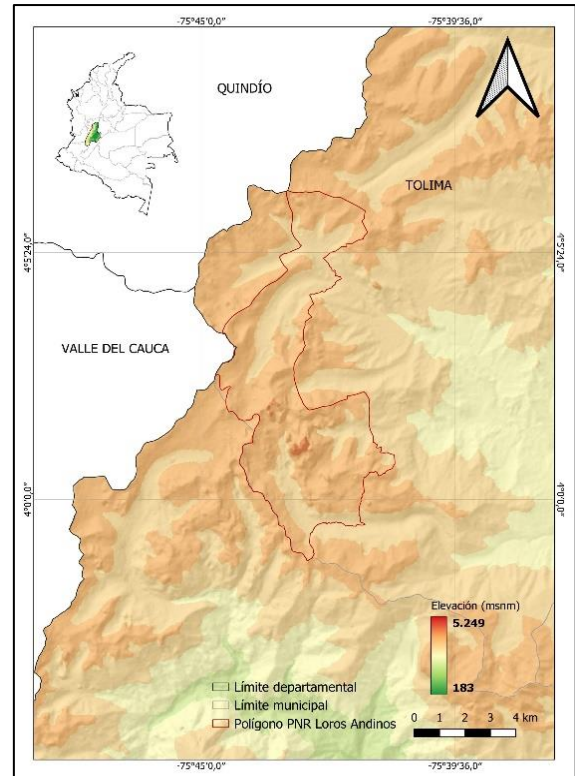 -75°45'0,0"
-75°39'36,0"
QUINDÍO
TOLIMA
4°5'24,0"
4°5'24,0"
VALLE DEL CAUCA
4°0'0,0"
4°0'0,0"
Elevación (msnm)
5.249
183
Límite departamental
Límite municipal
Polígono PNR Loros Andinos
0 1 2 3 4 km
-75°45'0,0"
-75°39'36,0"